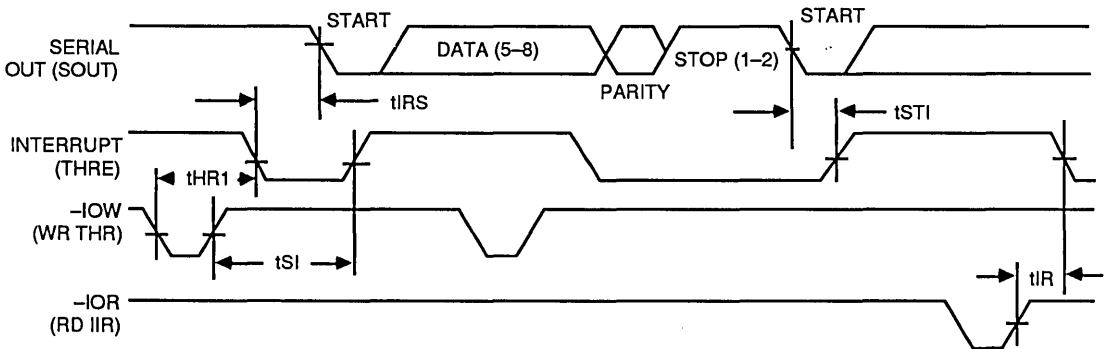 START
START
SERIAL
OUT (SOUT)
DATA (5–8)
STOP (1–2)
PARITY
tIRS
tSTI
INTERRUPT
(THRE)
tHR1
–IOW
(WR THR)
tSI
tIR
–IOR
(RD IIR)